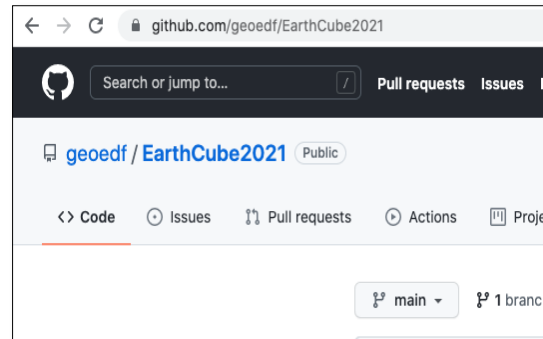 github.com/geoedf/EarthCube2021
Search or jump to... / Pull requests Issues
geoedf / EarthCube2021 Public
<> Code Issues Pull requests Actions
main 1